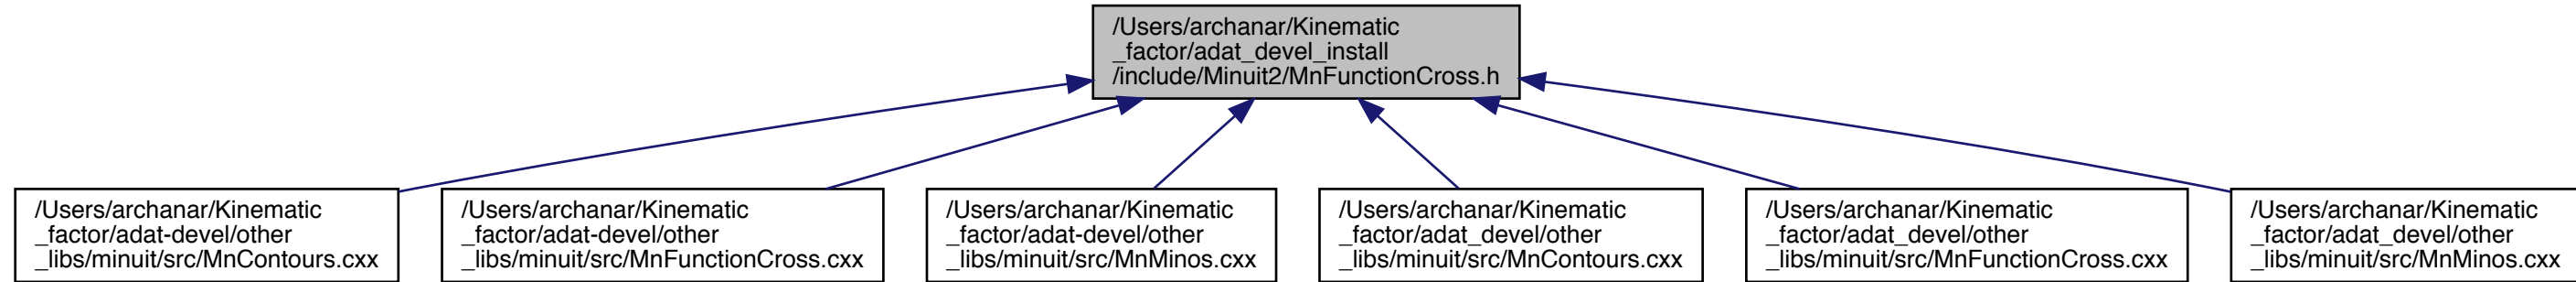 /Users/archanar/Kinematic
_factor/adat_devel_install
/include/Minuit2/MnFunctionCross.h
/Users/archanar/Kinematic
_factor/adat-devel/other
_libs/minuit/src/MnContours.cxx
/Users/archanar/Kinematic
_factor/adat-devel/other
_libs/minuit/src/MnFunctionCross.cxx
/Users/archanar/Kinematic
_factor/adat-devel/other
_libs/minuit/src/MnMinos.cxx
/Users/archanar/Kinematic
_factor/adat_devel/other
_libs/minuit/src/MnContours.cxx
/Users/archanar/Kinematic
_factor/adat_devel/other
_libs/minuit/src/MnFunctionCross.cxx
/Users/archanar/Kinematic
_factor/adat_devel/other
_libs/minuit/src/MnMinos.cxx